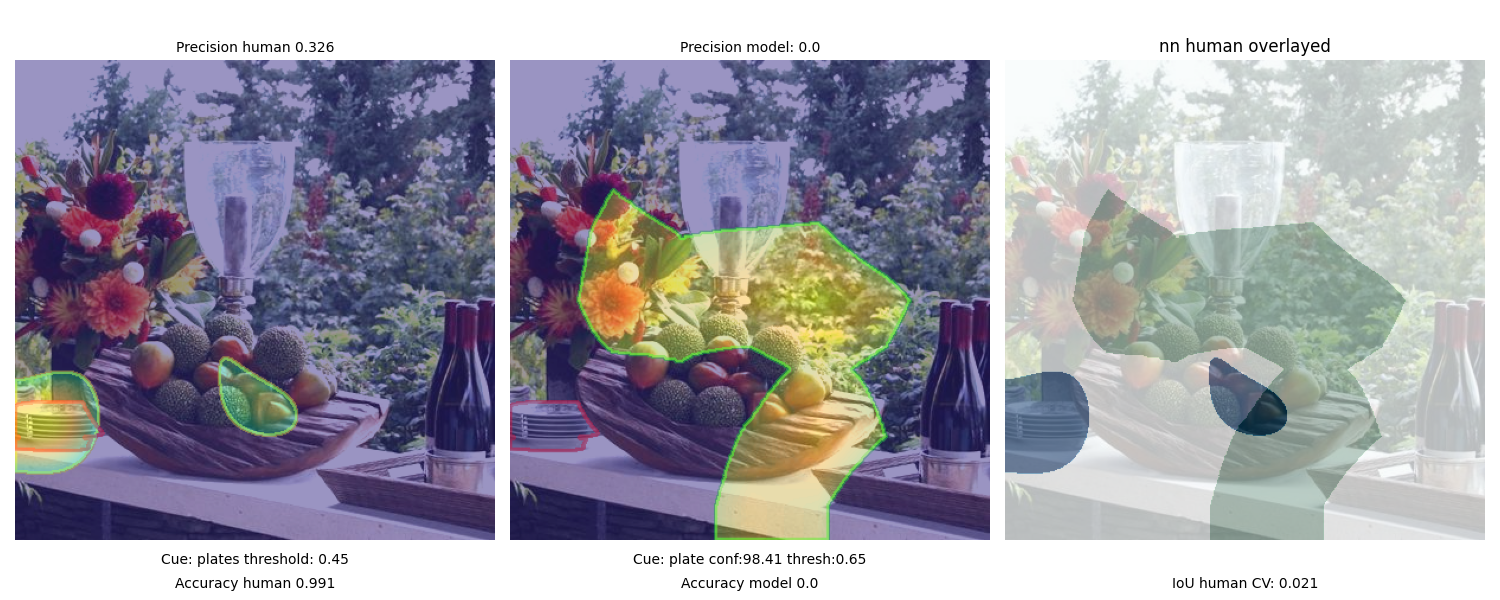 Precision human 0.326
Precision model: 0.0
nn human overlayed
Cue: plates threshold: 0.45
Cue: plate conf:98.41 thresh:0.65
Accuracy human 0.991
Accuracy model 0.0
IoU human CV: 0.021